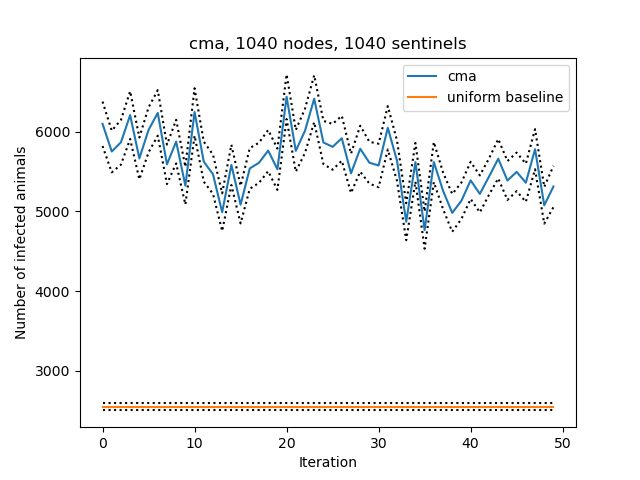 cma, 1040 nodes, 1040 sentinels
cma
uniform baseline
Number of infected animals
6000
5000
4000
3000
0 10 20 30 40 50
Iteration